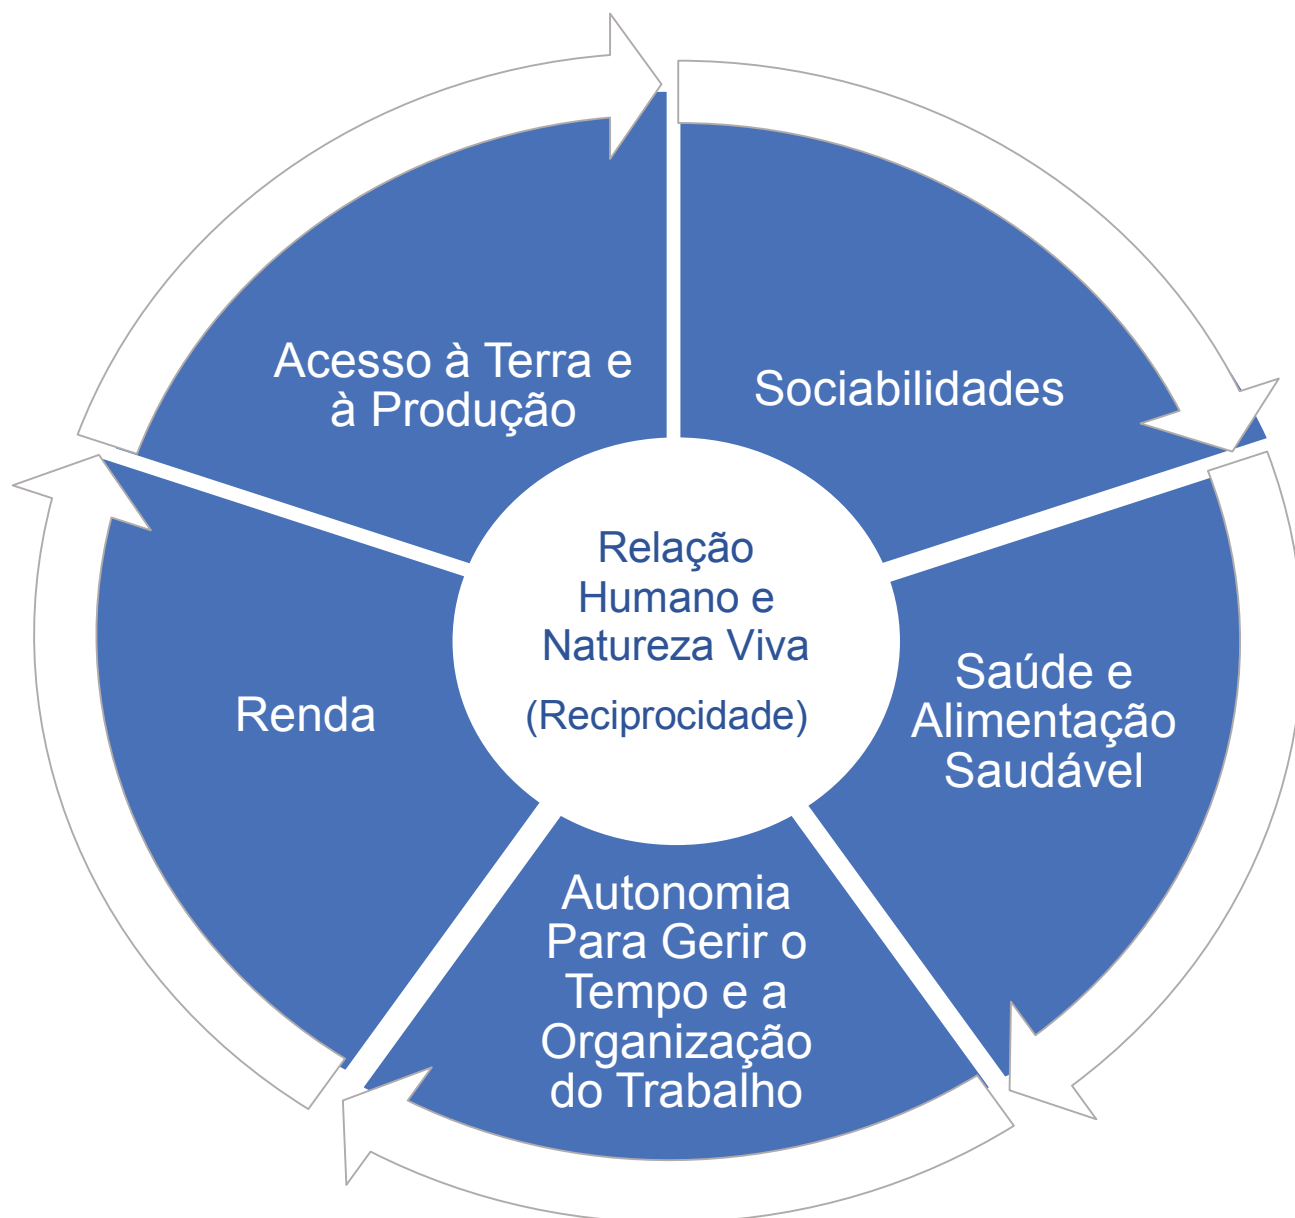 Acesso à Terra e
à Produção
Sociabilidades
Relação
Humano e
Natureza Viva
(Reciprocidade)
Saúde e
Alimentação
Saudável
Renda
Autonomia
Para Gerir o
Tempo e a
Organização
do Trabalho